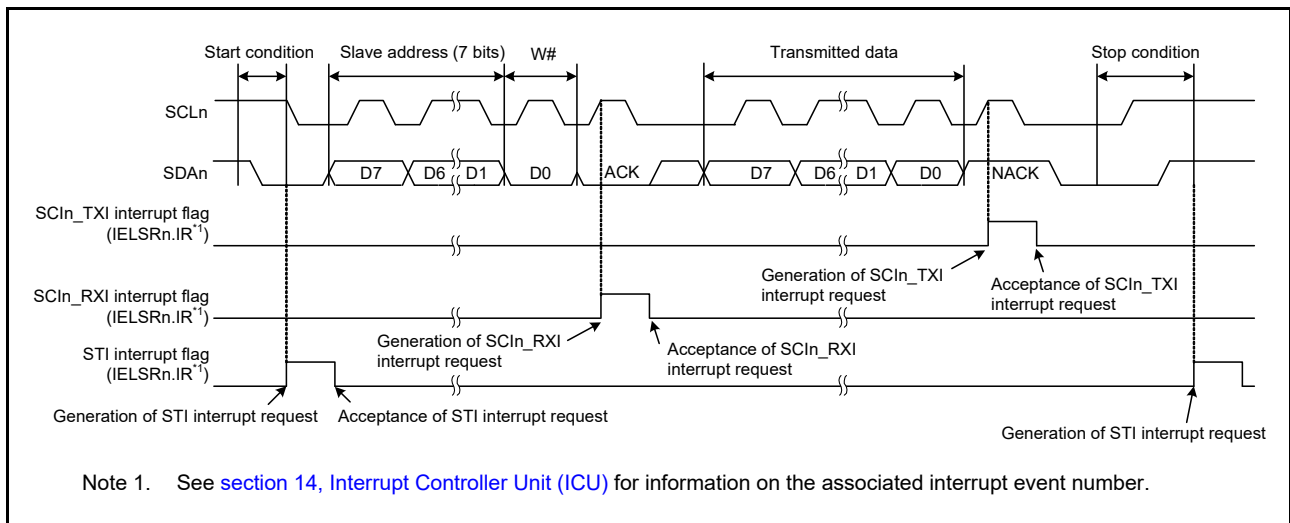 Start condition
Slave address (7 bits)
W#
Transmitted data
Stop condition
SCLn
SDAn
D7
D6
D1
D0
ACK
D7
D6
D1
D0
NACK
SCIn_TXI interrupt flag
(IELSRn.IR*1)
Generation of SCIn_TXI
interrupt request
Acceptance of SCIn_TXI
interrupt request
SCIn_RXI interrupt flag
(IELSRn.IR*1)
Generation of SCIn_RXI
interrupt request
Acceptance of SCIn_RXI
interrupt request
STI interrupt flag
(IELSRn.IR*1)
Generation of STI interrupt request
Acceptance of STI interrupt request
Generation of STI interrupt request
Note 1. See section 14, Interrupt Controller Unit (ICU) for information on the associated interrupt event number.